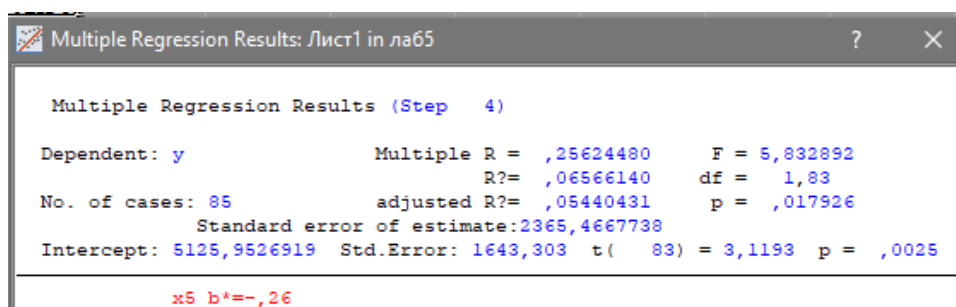 Multiple Regression Results: Лист1 in ла65 ? ×
Multiple Regression Results (Step 4)
Dependent: y Multiple R = ,25624480 F = 5,832892
R?= ,06566140 df = 1,83
No. of cases: 85 adjusted R?= ,05440431 p = ,017926
Standard error of estimate:2365,4667738
Intercept: 5125,9526919 Std.Error: 1643,303 t( 83) = 3,1193 p = ,0025
x5 b*=-,26